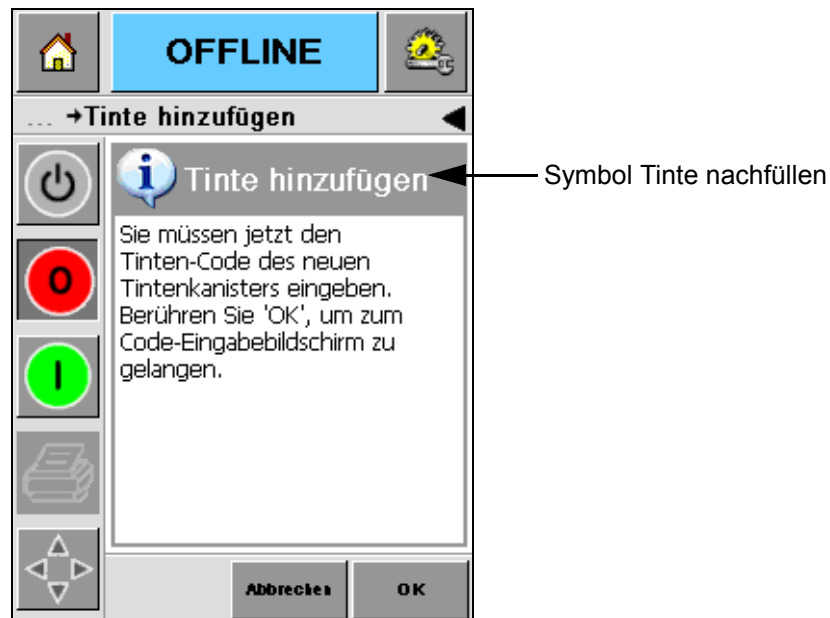 OFFLINE
... →Tinte hinzufügen
Tinte hinzufügen
Symbol Tinte nachfüllen
Sie müssen jetzt den
Tinten-Code des neuen
Tintenkanisters eingeben.
Berühren Sie 'OK', um zum
Code-Eingabebildschirm zu
gelangen.
O
I
Abbrechen
OK